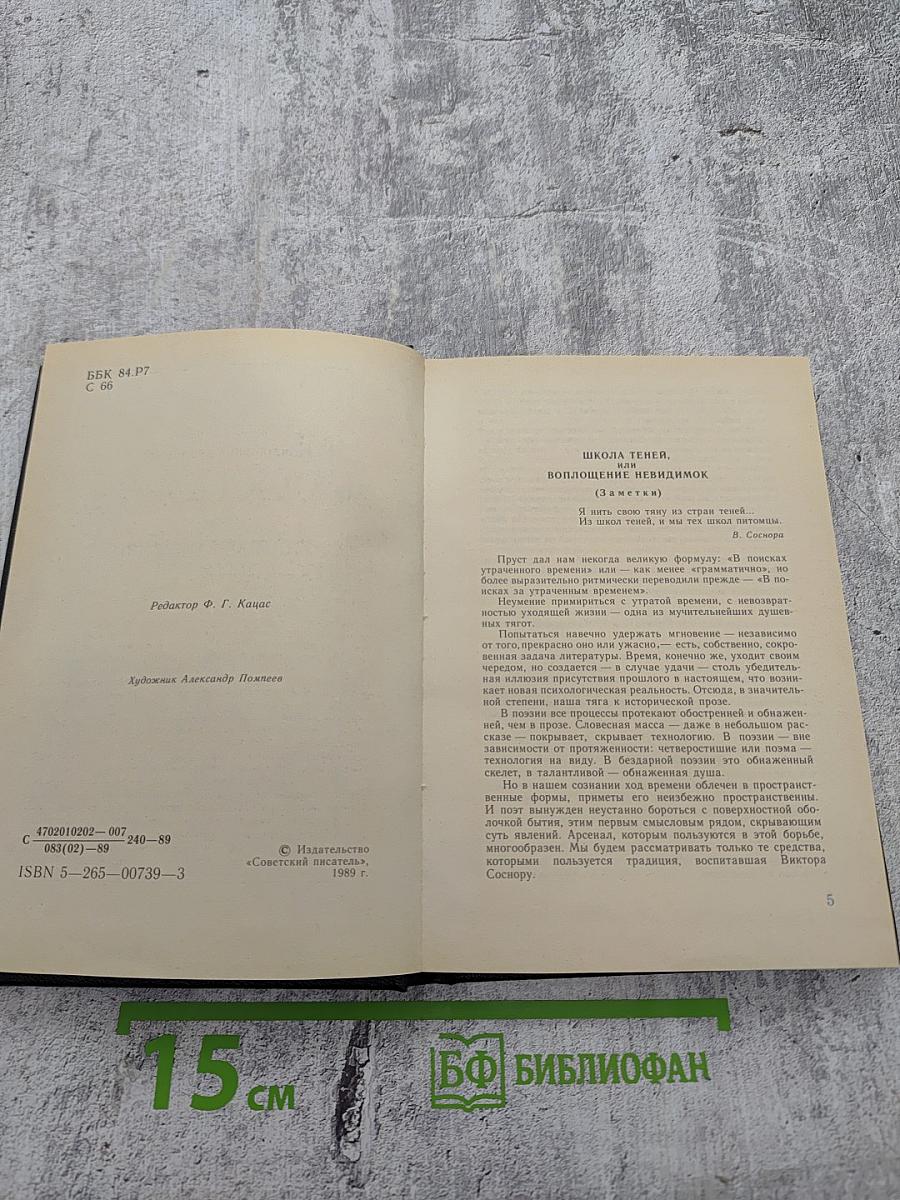 ББК 84.Р7
С 66
Редактор Ф. Г. Кацас
Художник Александр Помпеев
С 4702010202—007 240—89
083(02)—89
ISBN 5—265—00739—3
© Издательство
«Советский писатель»,
1989 г.
ШКОЛА ТЕНЕЙ,
или
ВОПЛОЩЕНИЕ НЕВИДИМОК
(Заметки)
Я нить свою тяну из стран теней...
Из школ теней, и мы тех школ питомцы.
В. Соснора
Пруст дал нам некогда великую формулу: «В поисках
утраченного времени» или — как менее «грамматично», но
более выразительно ритмически переводили прежде — «В по-
исках за утраченным временем».
Неумение примириться с утратой времени, с невозврат-
ностью уходящей жизни — одна из мучительнейших душев-
ных тягот.
Попытаться навечно удержать мгновение — независимо
от того, прекрасно оно или ужасно,— есть, собственно, сокро-
венная задача литературы. Время, конечно же, уходит своим
чередом, но создается — в случае удачи — столь убедитель-
ная иллюзия присутствия прошлого в настоящем, что возни-
кает новая психологическая реальность. Отсюда, в значитель-
ной степени, наша тяга к исторической прозе.
В поэзии все процессы протекают обостренней и обнажен-
ней, чем в прозе. Словесная масса — даже в небольшом рас-
сказе — покрывает, скрывает технологию. В поэзии — вне
зависимости от протяженности: четверостишие или поэма —
технология на виду. В бездарной поэзии это обнаженный
скелет, в талантливой — обнаженная душа.
Но в нашем сознании ход времени облечен в пространст-
венные формы, приметы его неизбежно пространственны.
И поэт вынужден неустанно бороться с поверхностной обо-
лочкой бытия, этим первым смысловым рядом, скрывающим
суть явлений. Арсенал, которым пользуются в этой борьбе,
многообразен. Мы будем рассматривать только те средства,
которыми пользуется традиция, воспитавшая Виктора
Соснору.
5
15 см
БФ БИБЛИОФАН